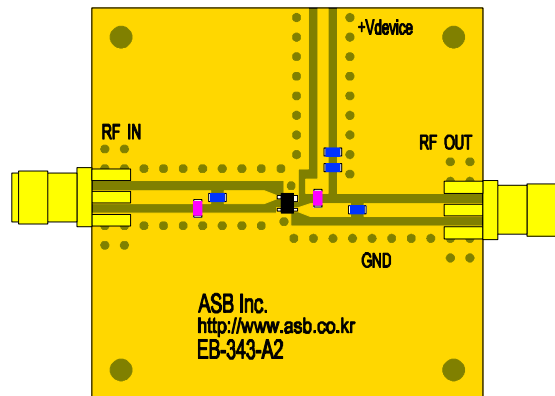 +Vdevice
RF IN
RF OUT
GND
ASB Inc.
http://www.asb.co.kr
EB-343-A2